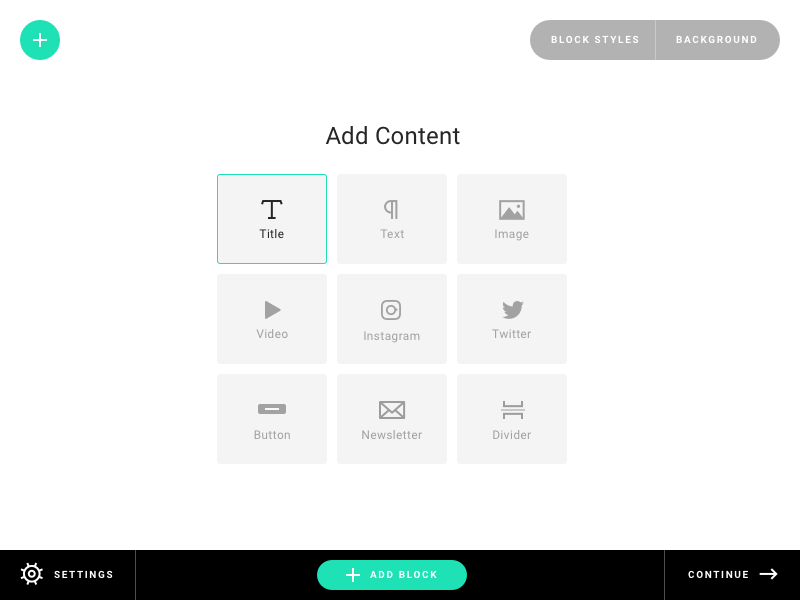 BLOCK STYLES BACKGROUND
Add Content
Title Text Image
Video Instagram Twitter
Button Newsletter Divider
SETTINGS ADD BLOCK CONTINUE